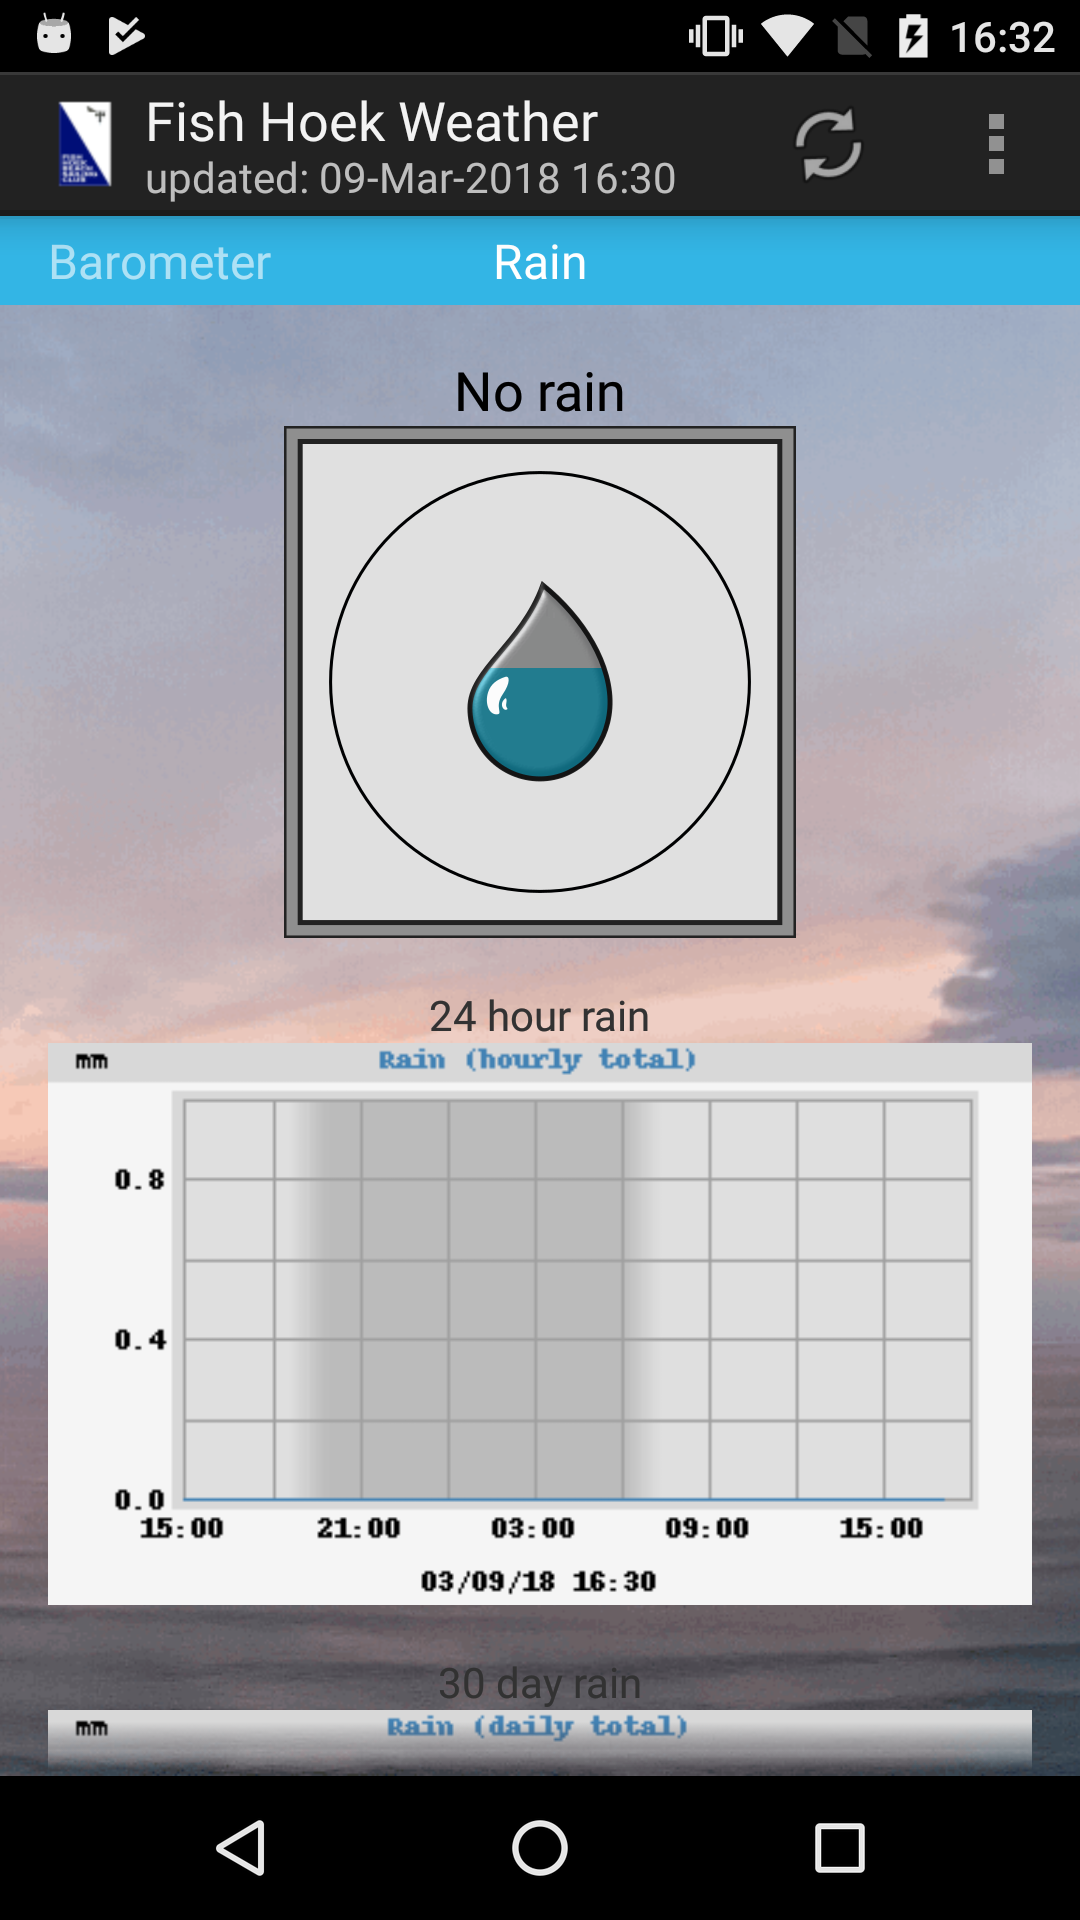 16:32
Fish Hoek Weather
updated: 09-Mar-2018 16:30
Barometer
Rain
No rain
24 hour rain
mm
Rain (hourly total)
0.8
0.4
0.0
15:00 21:00 03:00 09:00 15:00
03/09/18 16:30
30 day rain
mm
Rain (daily total)